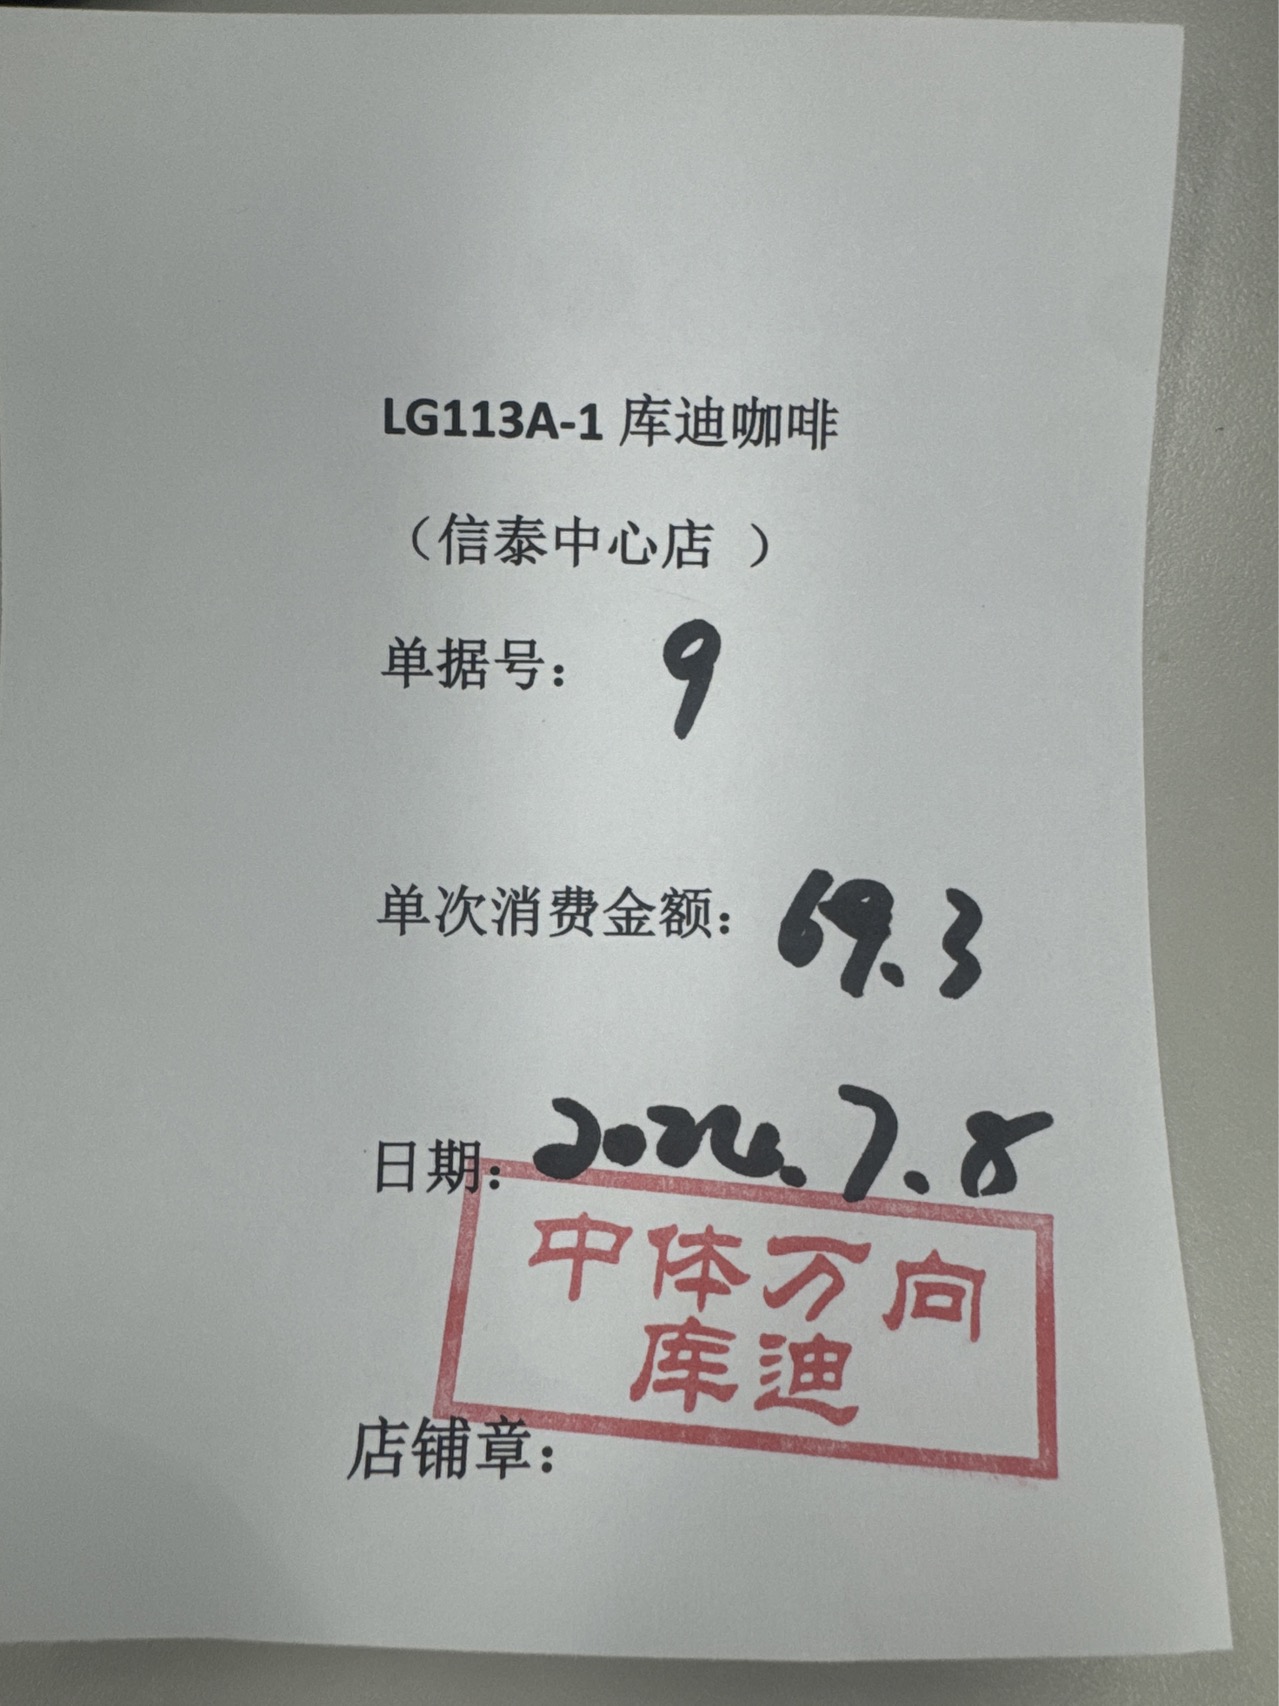 LG113A-1 库迪咖啡
（信泰中心店 ）
单据号： 9
单次消费金额： 69.3
日期： 2024.7.8
中体万向
库迪
店铺章：